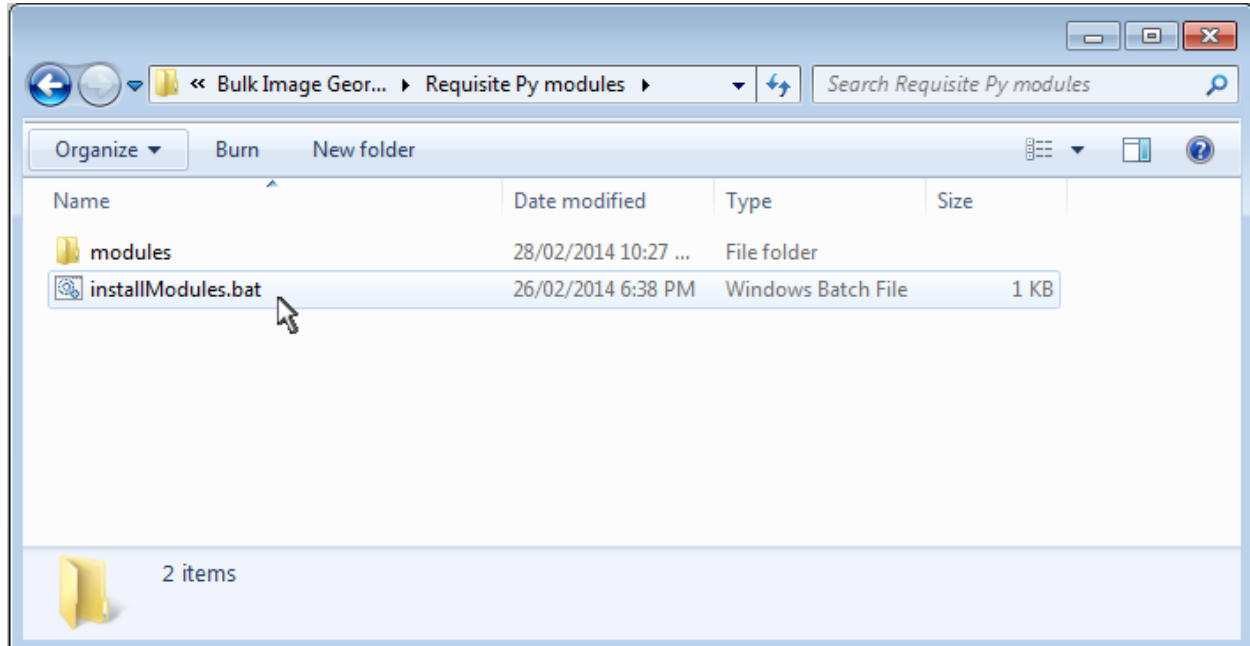 « Bulk Image Geor... ▸ Requisite Py modules ▸ Search Requisite Py modules
Organize ▼ Burn New folder
Name Date modified Type Size
modules 28/02/2014 10:27 ... File folder
installModules.bat 26/02/2014 6:38 PM Windows Batch File 1 KB
2 items